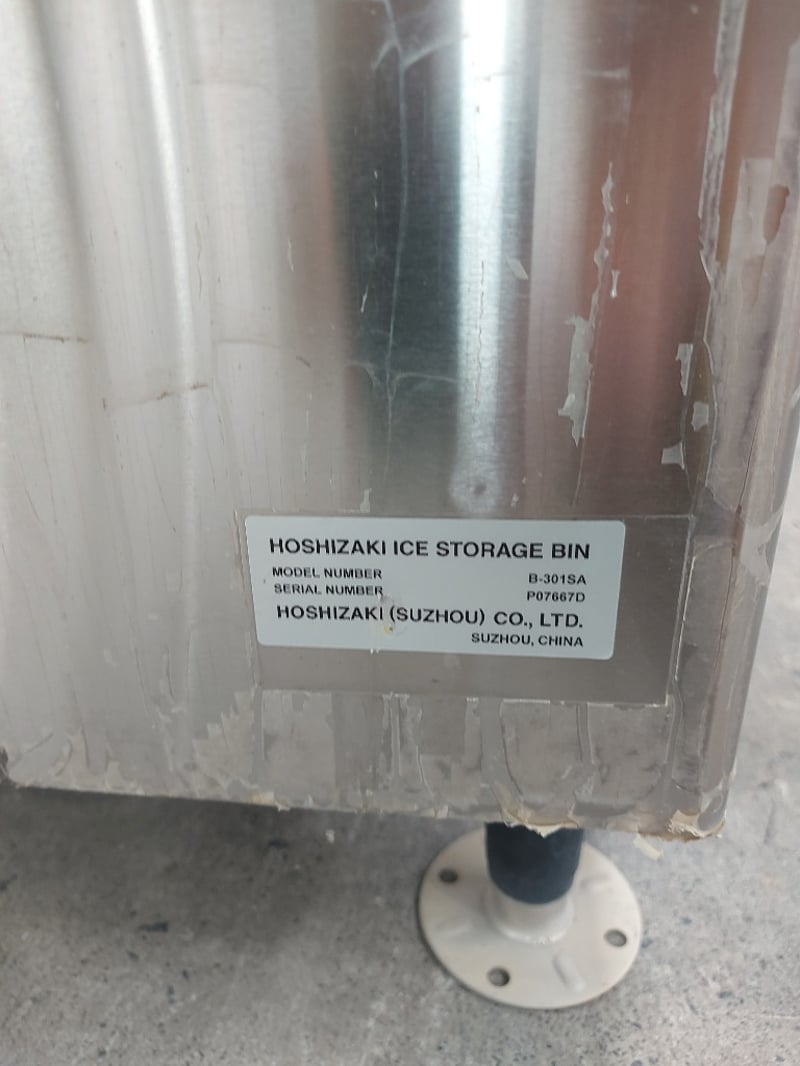 HOSHIZAKI ICE STORAGE BIN
MODEL NUMBER B-301SA
SERIAL NUMBER P07667D
HOSHIZAKI (SUZHOU) CO., LTD.
SUZHOU, CHINA